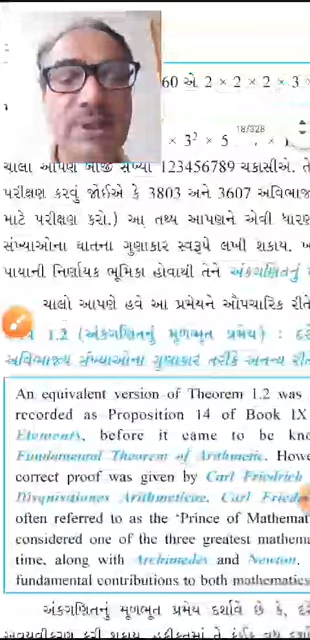 60 એ 2 × 2 × 2 × 3 ×
18/328
× 3² × 5
ચાલો આપણે બીજી સંખ્યા 123456789 ચકાસીએ. તે
પરીક્ષણ કરવું જોઈએ કે 3803 અને 3607 અવિભાજ
માટે પરીક્ષણ કરો.) આ તથ્ય આપણને એવી ધારણ
સંખ્યાઓના ઘાતના ગુણાકાર સ્વરૂપે લખી શકાય.
પાયાની નિર્ણાયક ભૂમિકા હોવાથી તેને અંકગણિતનું
ચાલો આપણે હવે આ પ્રમેયને ઔપચારિક રીતે
1.2 (અંકગણિતનું મૂળભૂત પ્રમેય) : દરે
અવિભાજ્ય સંખ્યાઓના ગુણાકાર તરીકે અનન્ય રીત
An equivalent version of Theorem 1.2 was
recorded as Proposition 14 of Book IX
Elements, before it came to be kno
Fundamental Theorem of Arithmetic. Howe
correct proof was given by Carl Friedrich
Disquisitiones Arithmeticae. Carl Friedr
often referred to as the 'Prince of Mathemat
considered one of the three greatest mathema
time, along with Archimedes and Newton.
fundamental contributions to both mathematics
અંકગણિતનું મૂળભૂત પ્રમેય દર્શાવે છે કે, દરે